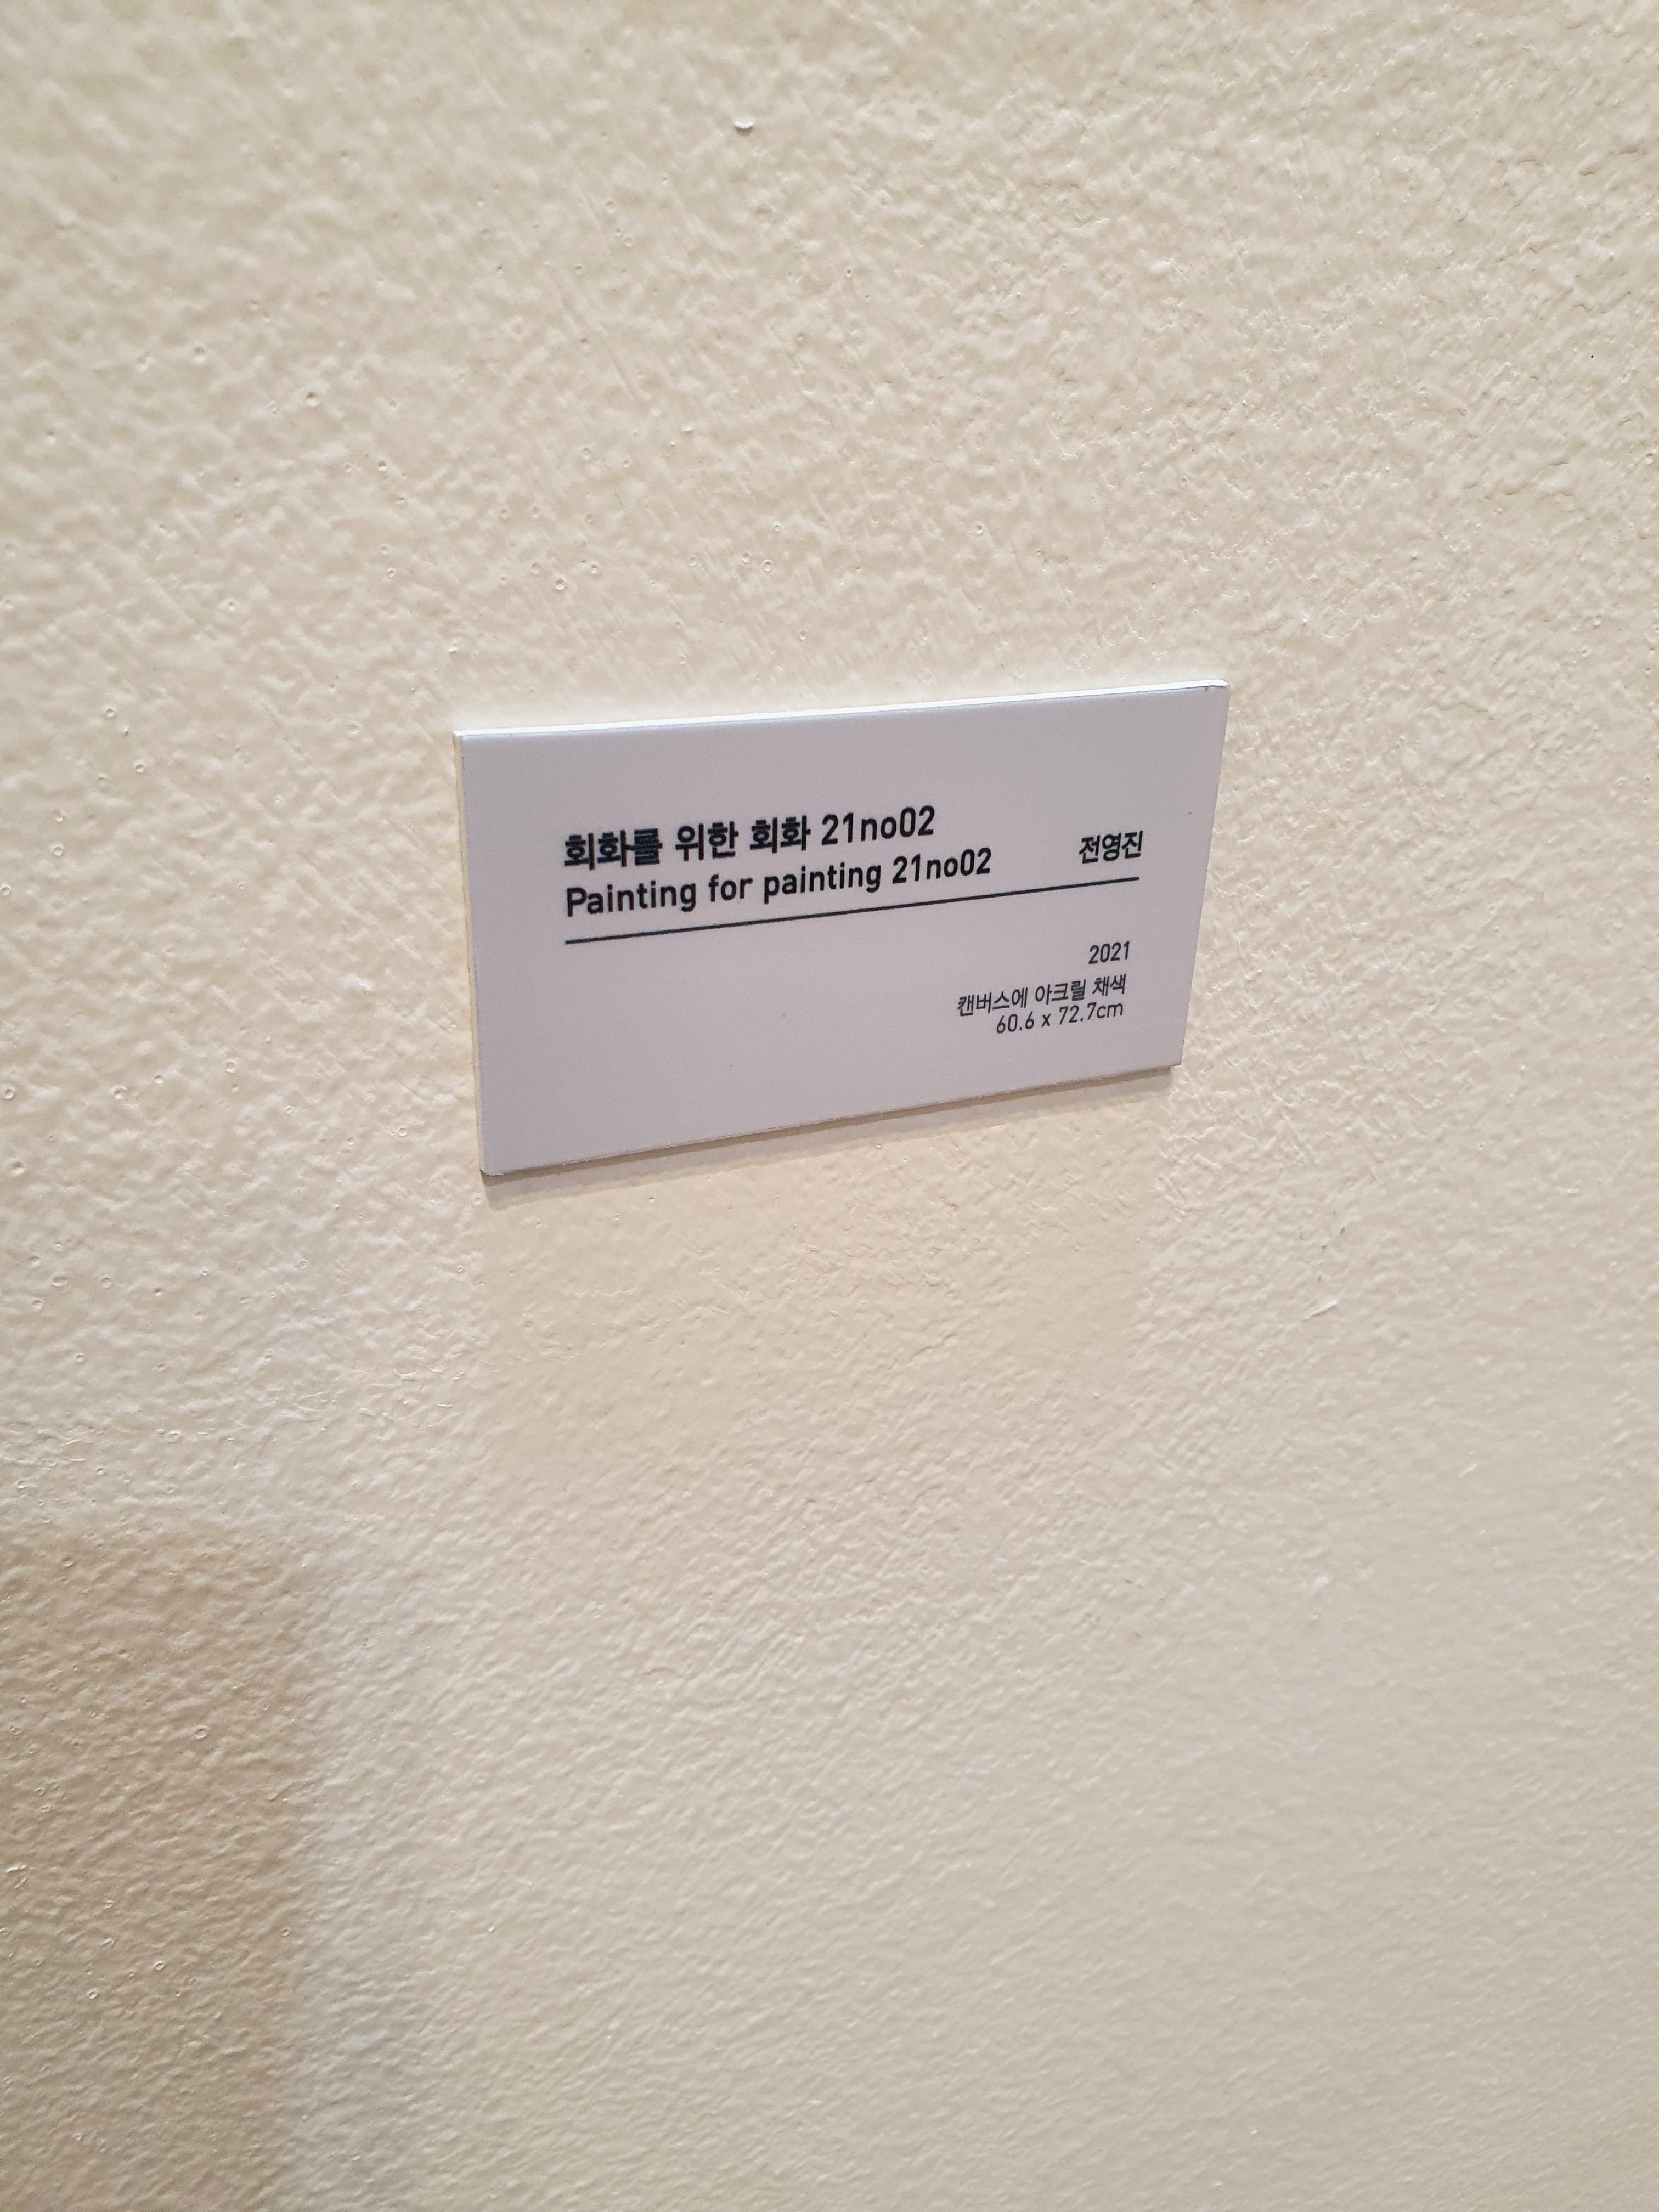 회화를 위한 회화 21no02
Painting for painting 21no02
전영진
2021
캔버스에 아크릴 채색
60.6 x 72.7cm